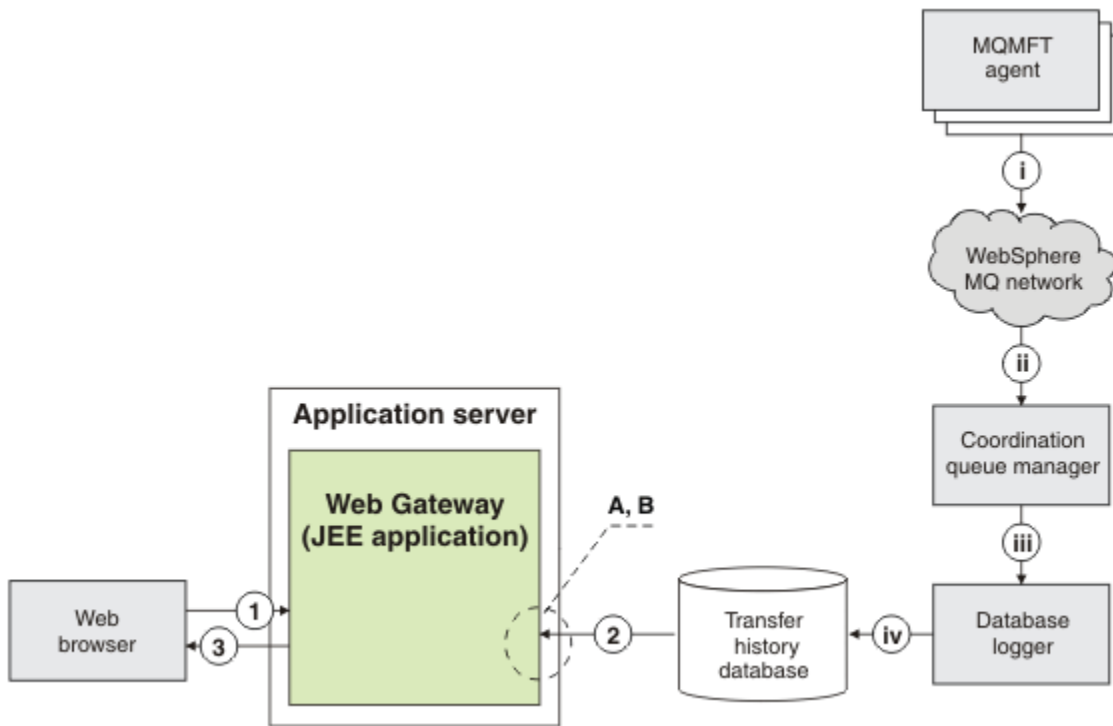 MQMFT
agent
i
WebSphere
MQ network
ii
Application server
Coordination
queue manager
Web Gateway
(JEE application)
A, B
iii
Web
browser
1
3
2
Transfer
history
database
iv
Database
logger